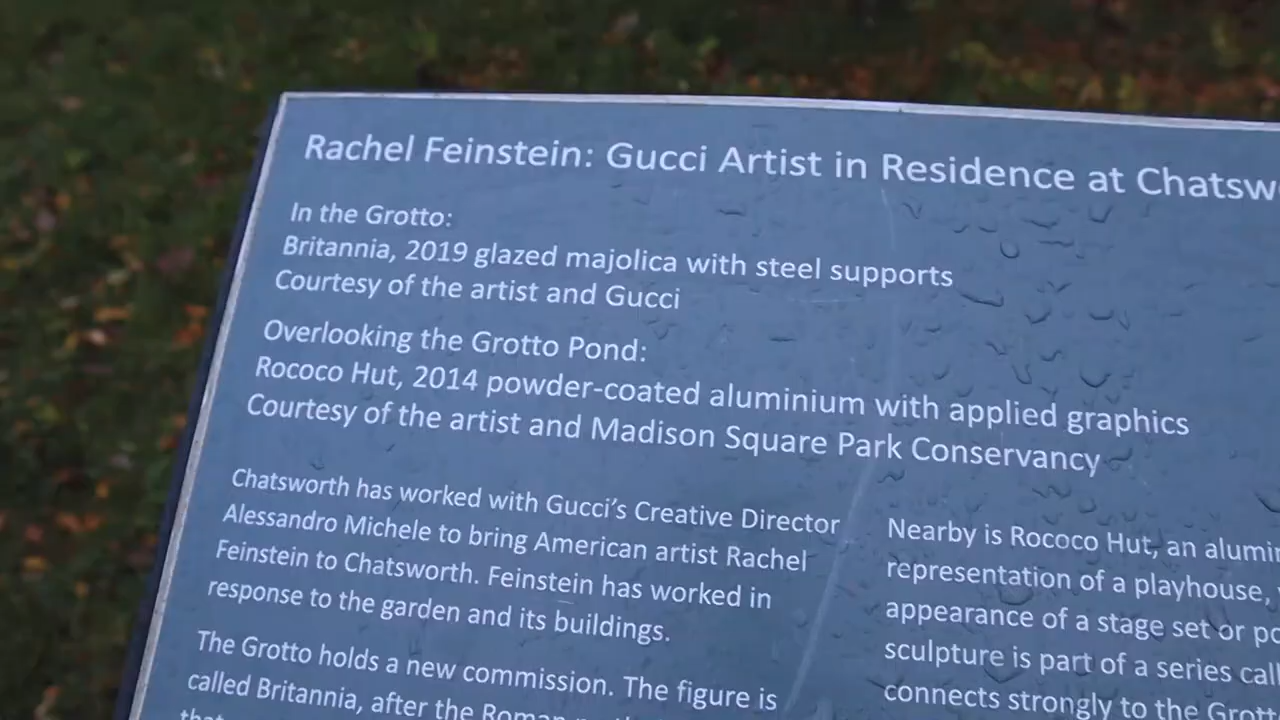 Rachel Feinstein: Gucci Artist in Residence at
In the Grotto:
Britannia, 2019 glazed majolica with steel supports
Courtesy of the artist and Gucci
Overlooking the Grotto Pond:
Rococo Hut, 2014 powder-coated aluminium with applied graphics
Courtesy of the artist and Madison Square Park Conservancy
Chatsworth has worked with Gucci's Creative Director
Alessandro Michele to bring American artist Rachel
Feinstein to Chatsworth. Feinstein has worked in
response to the garden and its buildings.
The Grotto holds a new commission. The figure is
called Britannia, after the Roman
Nearby is Rococo Hut, an
representation of a playhouse,
appearance of a stage set or
sculpture is part of a series
connects strongly to the